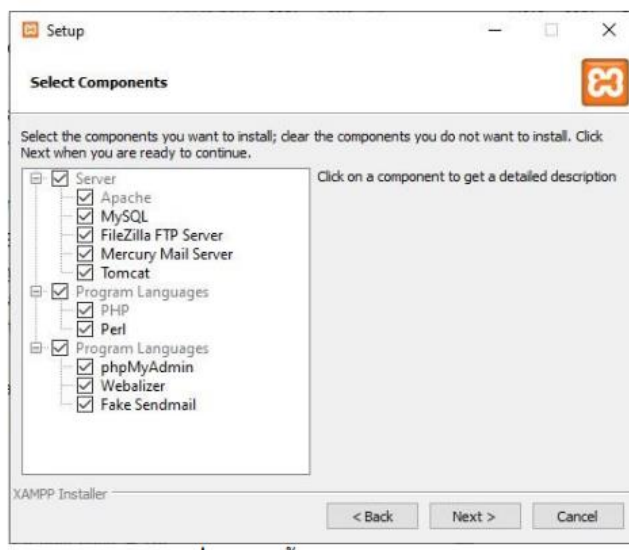 Setup
Select Components
Select the components you want to install; clear the components you do not want to install. Click
Next when you are ready to continue.
Server
Apache
MySQL
FileZilla FTP Server
Mercury Mail Server
Tomcat
Program Languages
PHP
Perl
Program Languages
phpMyAdmin
Webalizer
Fake Sendmail
Click on a component to get a detailed description
XAMPP Installer
< Back
Next >
Cancel